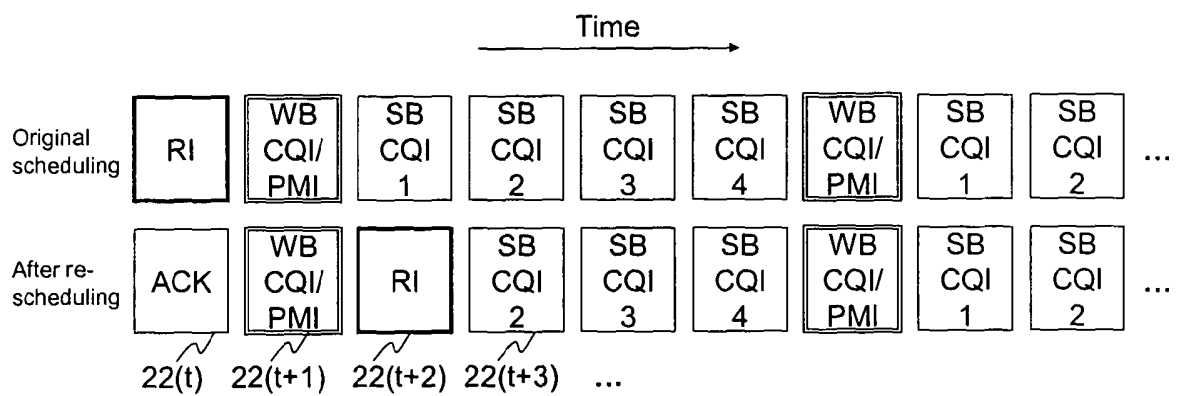 Time
Original
scheduling
RI
WB
CQI/
PMI
SB
CQI
1
SB
CQI
2
SB
CQI
3
SB
CQI
4
WB
CQI/
PMI
SB
CQI
1
SB
CQI
2
...
After re-
scheduling
ACK
WB
CQI/
PMI
RI
SB
CQI
2
SB
CQI
3
SB
CQI
4
WB
CQI/
PMI
SB
CQI
1
SB
CQI
2
...
22(t) 22(t+1) 22(t+2) 22(t+3) ...